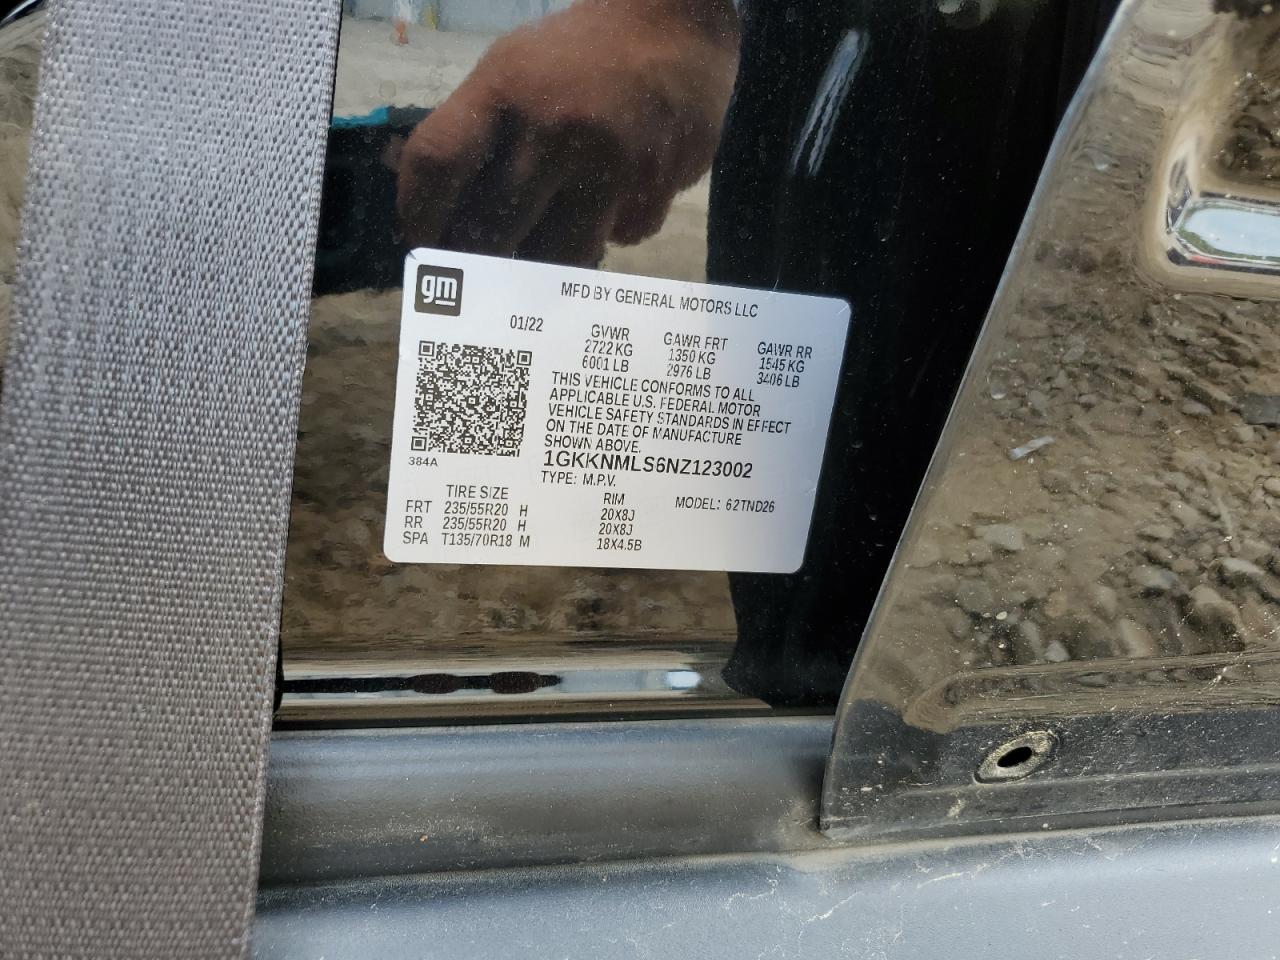 gm
MFD BY GENERAL MOTORS LLC
01/22 GVWR GAWR FRT GAWR RR
2722 KG 1350 KG 1545 KG
6001 LB 2976 LB 3406 LB
THIS VEHICLE CONFORMS TO ALL
APPLICABLE U.S. FEDERAL MOTOR
VEHICLE SAFETY STANDARDS IN EFFECT
ON THE DATE OF MANUFACTURE
SHOWN ABOVE.
384A
1GKKNMLS6NZ123002
TYPE: M.P.V.
TIRE SIZE RIM MODEL: 62TND26
FRT 235/55R20 H 20X8J
RR 235/55R20 H 20X8J
SPA T135/70R18 M 18X4.5B